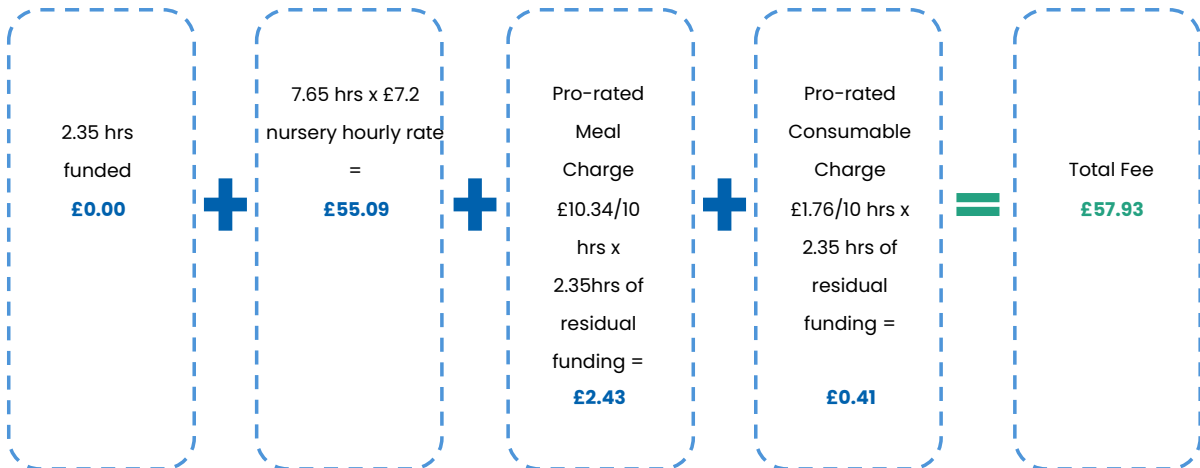 2.35 hrs
funded
£0.00
7.65 hrs x £7.2
nursery hourly rate
=
£55.09
Pro-rated
Meal
Charge
£10.34/10
hrs x
2.35hrs of
residual
funding =
£2.43
Pro-rated
Consumable
Charge
£1.76/10 hrs x
2.35 hrs of
residual
funding =
£0.41
Total Fee
£57.93